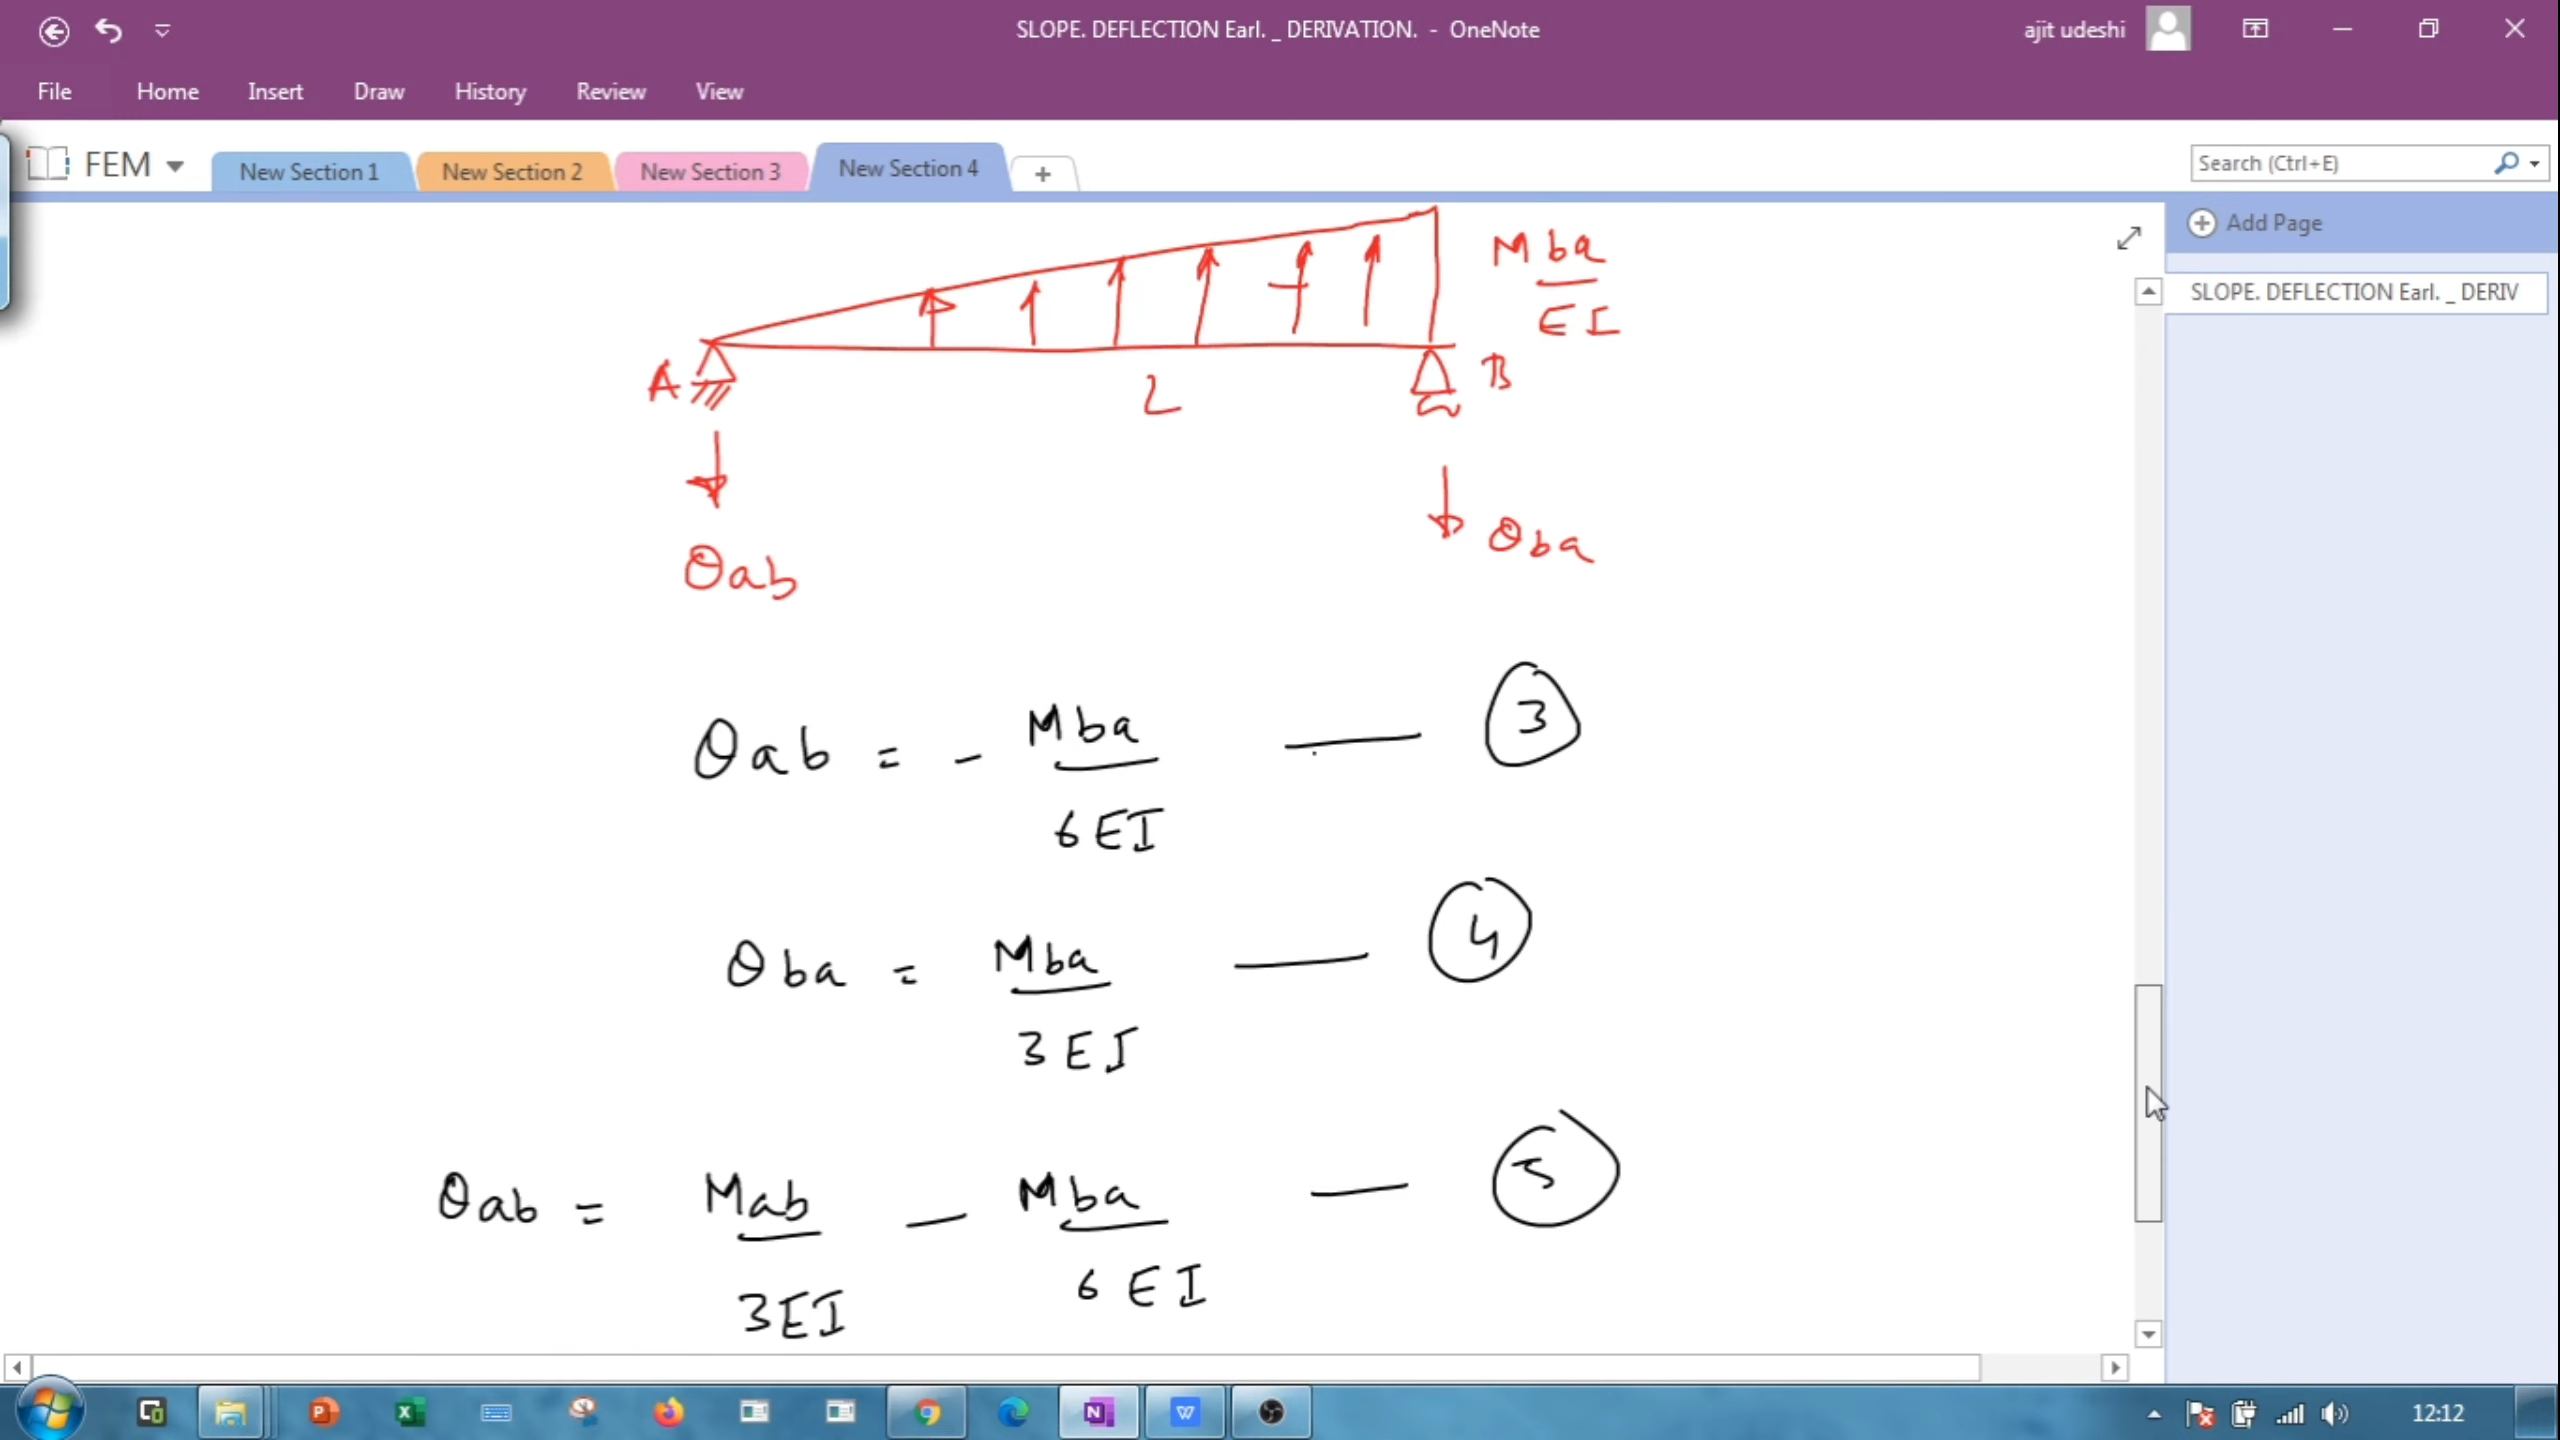 SLOPE. DEFLECTION Earl. _ DERIVATION. - OneNote
ajit udeshi
File Home Insert Draw History Review View
FEM New Section 1 New Section 2 New Section 3 New Section 4 + Search (Ctrl+E)
Add Page
SLOPE. DEFLECTION Earl. _ DERIV
Mba
EI
A L B
θab θba
θab = - Mba ③
6EI
θba = Mba ④
3EI
θab = Mab - Mba ⑤
3EI 6EI
12:12